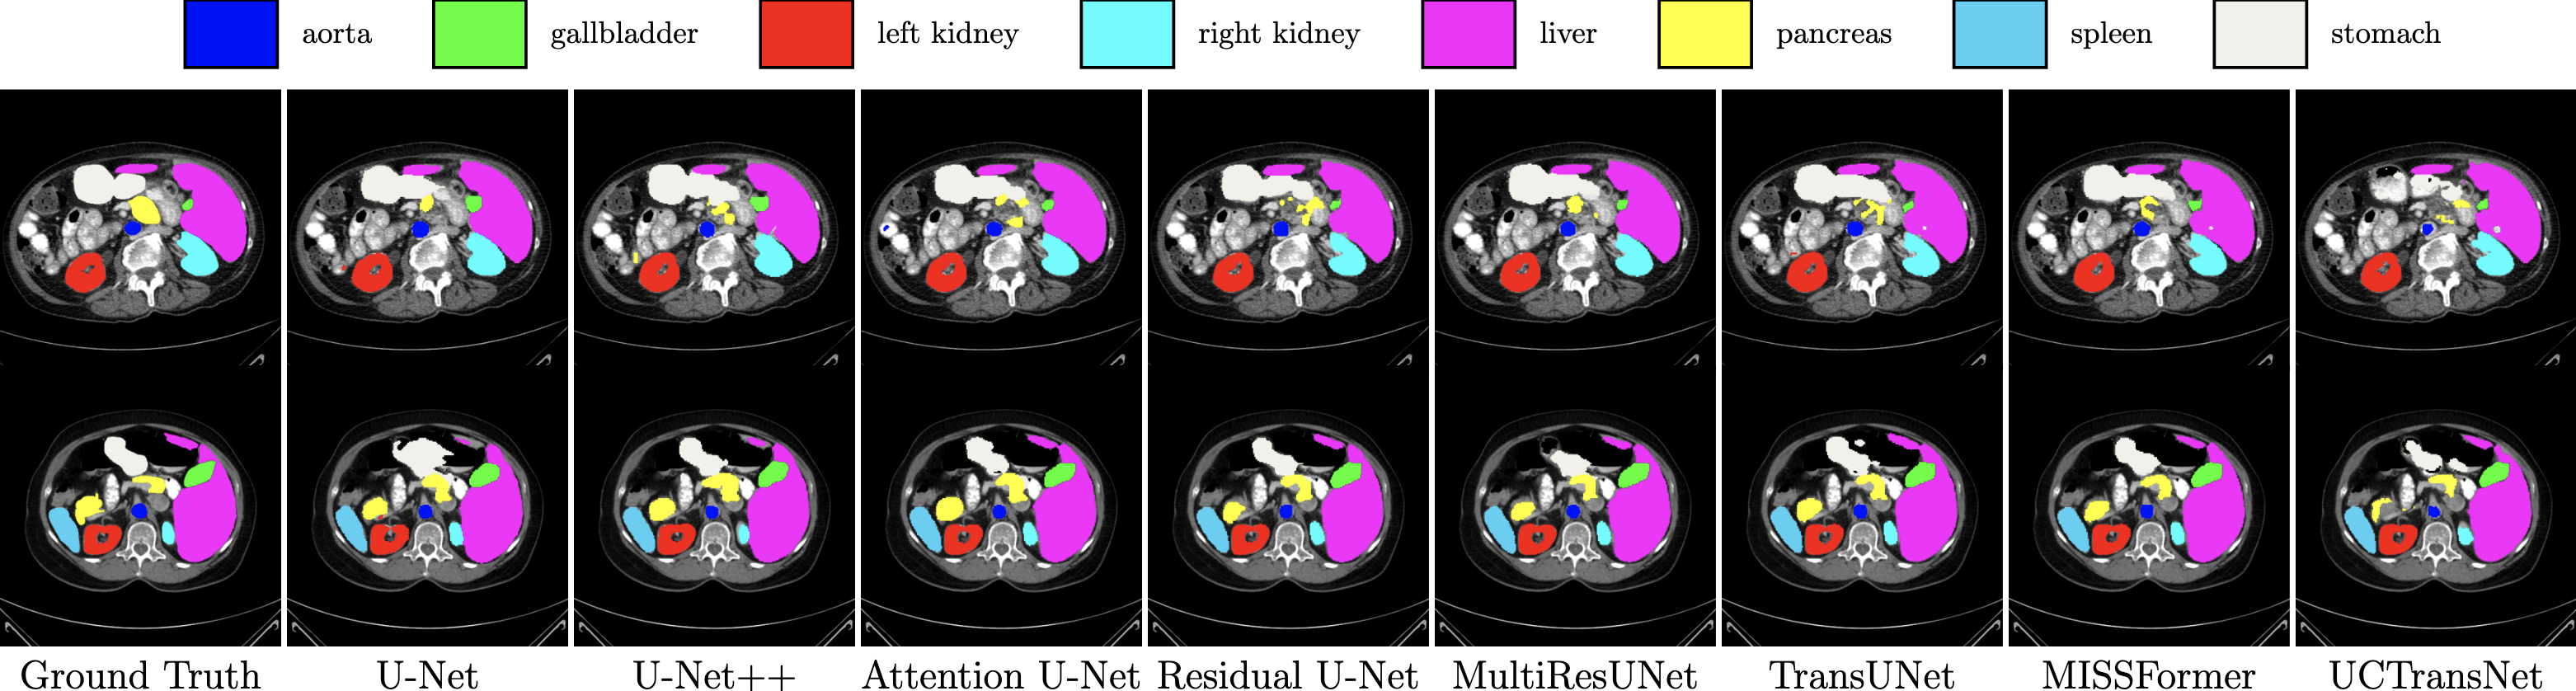 aorta gallbladder left kidney right kidney liver pancreas spleen stomach
Ground Truth U-Net U-Net++ Attention U-Net Residual U-Net MultiResUNet TransUNet MISSFormer UCTransNet